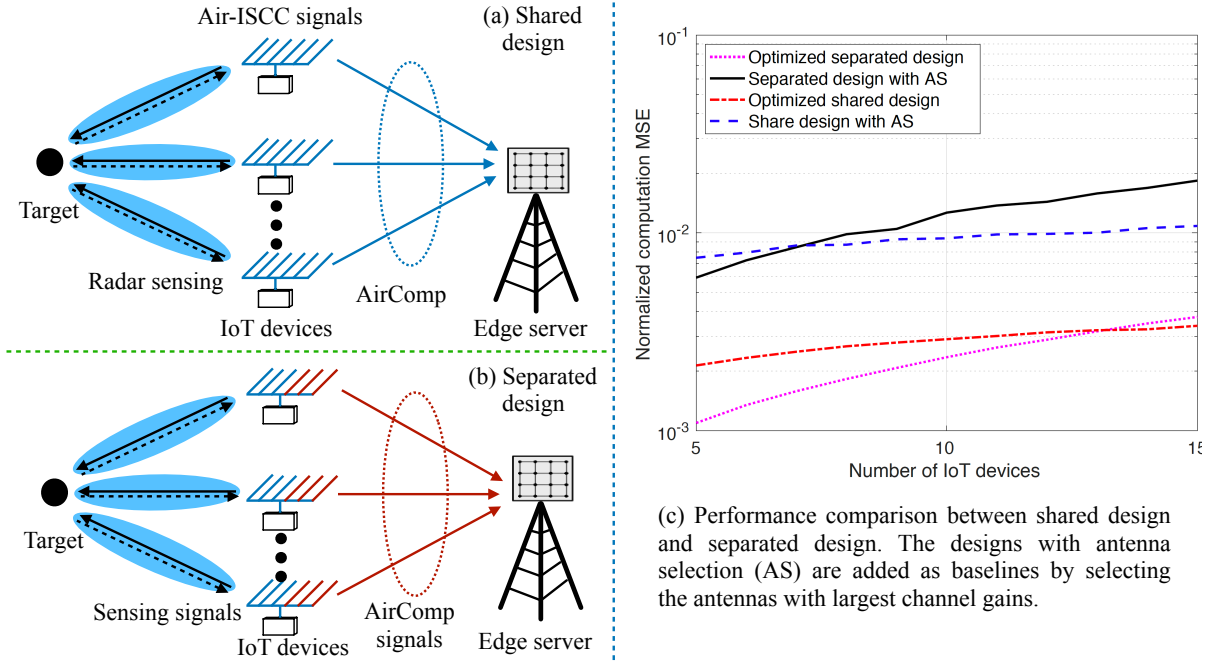 Air-ISCC signals
(a) Shared
design
Target
Radar sensing
AirComp
IoT devices
Edge server
(b) Separated
design
Target
Sensing signals
AirComp
signals
IoT devices
Edge server
10-1
Optimized separated design
Separated design with AS
Optimized shared design
Share design with AS
Normalized computation MSE
10-2
10-3
5
10
15
Number of IoT devices
(c) Performance comparison between shared design
and separated design. The designs with antenna
selection (AS) are added as baselines by selecting
the antennas with largest channel gains.